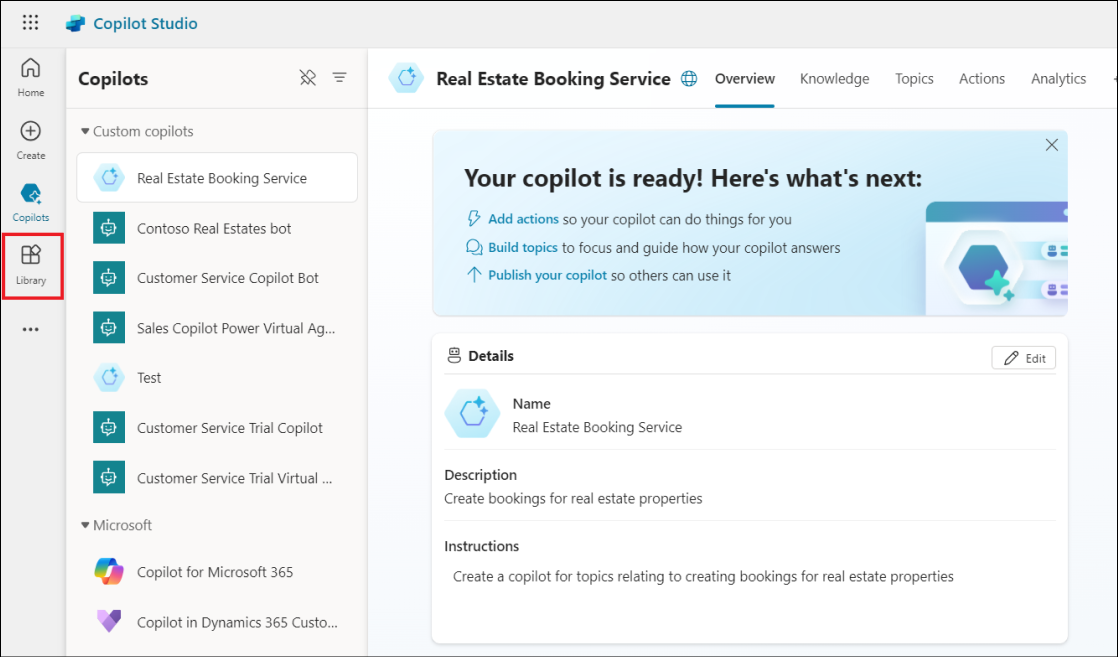 Copilot Studio
Home
Create
Copilots
Library
Copilots
Custom copilots
Real Estate Booking Service
Contoso Real Estates bot
Customer Service Copilot Bot
Sales Copilot Power Virtual Ag...
Test
Customer Service Trial Copilot
Customer Service Trial Virtual ...
Microsoft
Copilot for Microsoft 365
Copilot in Dynamics 365 Custo...
Real Estate Booking Service Overview Knowledge Topics Actions Analytics
Your copilot is ready! Here's what's next:
Add actions so your copilot can do things for you
Build topics to focus and guide how your copilot answers
Publish your copilot so others can use it
Details Edit
Name
Real Estate Booking Service
Description
Create bookings for real estate properties
Instructions
Create a copilot for topics relating to creating bookings for real estate properties